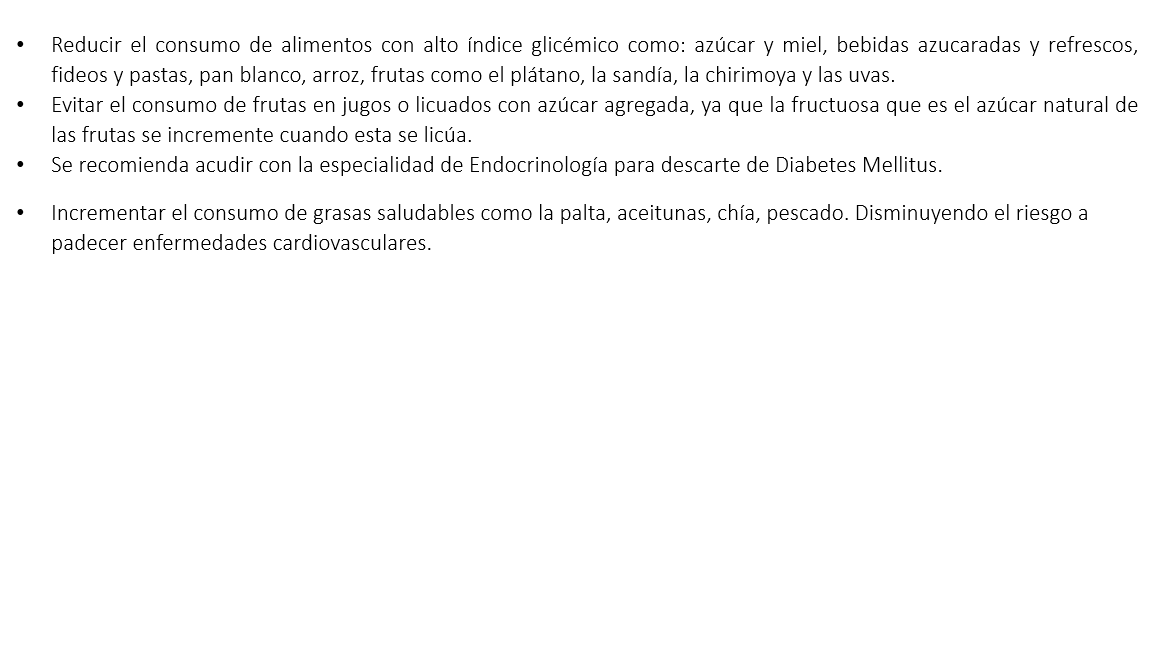 • Reducir el consumo de alimentos con alto índice glicémico como: azúcar y miel, bebidas azucaradas y refrescos,
fideos y pastas, pan blanco, arroz, frutas como el plátano, la sandía, la chirimoya y las uvas.
• Evitar el consumo de frutas en jugos o licuados con azúcar agregada, ya que la fructuosa que es el azúcar natural de
las frutas se incremente cuando esta se licúa.
• Se recomienda acudir con la especialidad de Endocrinología para descarte de Diabetes Mellitus.
• Incrementar el consumo de grasas saludables como la palta, aceitunas, chía, pescado. Disminuyendo el riesgo a
padecer enfermedades cardiovasculares.